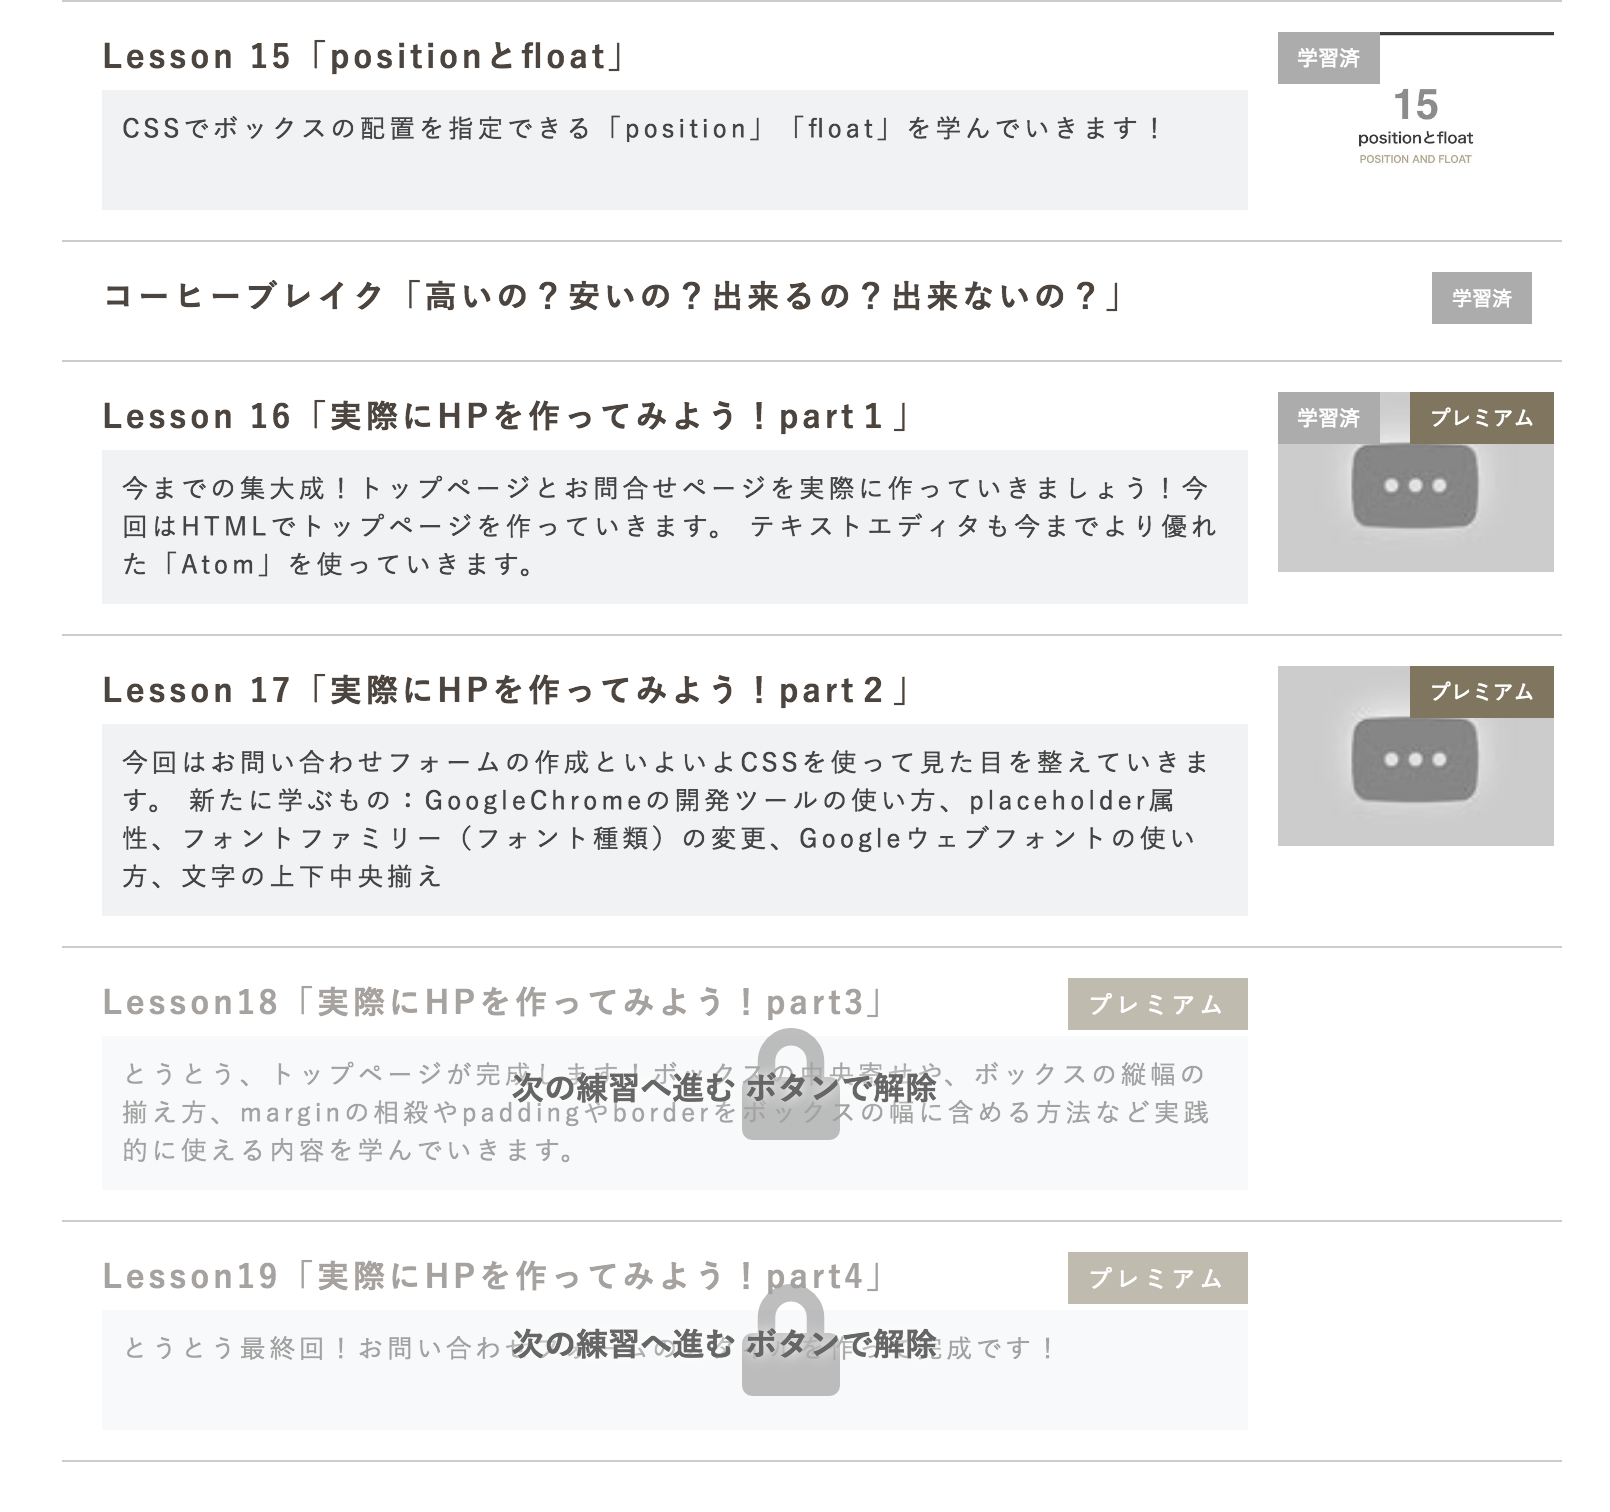 Lesson 15「positionとfloat」
学習済
CSSでボックスの配置を指定できる「position」「float」を学んでいきます！
15
positionとfloat
POSITION AND FLOAT
コーヒーブレイク「高いの？安いの？出来るの？出来ないの？」
学習済
Lesson 16「実際にHPを作ってみよう！part１」
学習済
プレミアム
今までの集大成！トップページとお問合せページを実際に作っていきましょう！今
回はHTMLでトップページを作っていきます。 テキストエディタも今までより優れ
た「Atom」を使っていきます。
Lesson 17「実際にHPを作ってみよう！part２」
プレミアム
今回はお問い合わせフォームの作成といよいよCSSを使って見た目を整えていきま
す。 新たに学ぶもの：GoogleChromeの開発ツールの使い方、placeholder属
性、フォントファミリー（フォント種類）の変更、Googleウェブフォントの使い
方、文字の上下中央揃え
Lesson18「実際にHPを作ってみよう！part3」
プレミアム
とうとう、トップページが完成します！ボックスの中央寄せや、ボックスの縦幅の
次の練習へ進む ボタンで解除
揃え方、marginの相殺やpaddingやborderをボックスの幅に含める方法など実践
的に使える内容を学んでいきます。
Lesson19「実際にHPを作ってみよう！part4」
プレミアム
とうとう最終回！お問い合わせ 完成です！
次の練習へ進む ボタンで解除